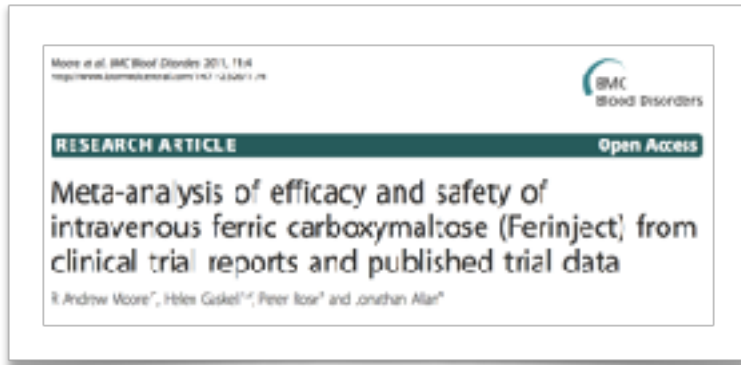 Moore et al. BMC Blood Disorders 2011, 11:4
BMC
Blood Disorders
RESEARCH ARTICLE
Open Access
Meta-analysis of efficacy and safety of
intravenous ferric carboxymaltose (Ferinject) from
clinical trial reports and published trial data
R Andrew Moore, Helen Gaskell, Peter Rose and Jonathan Allan